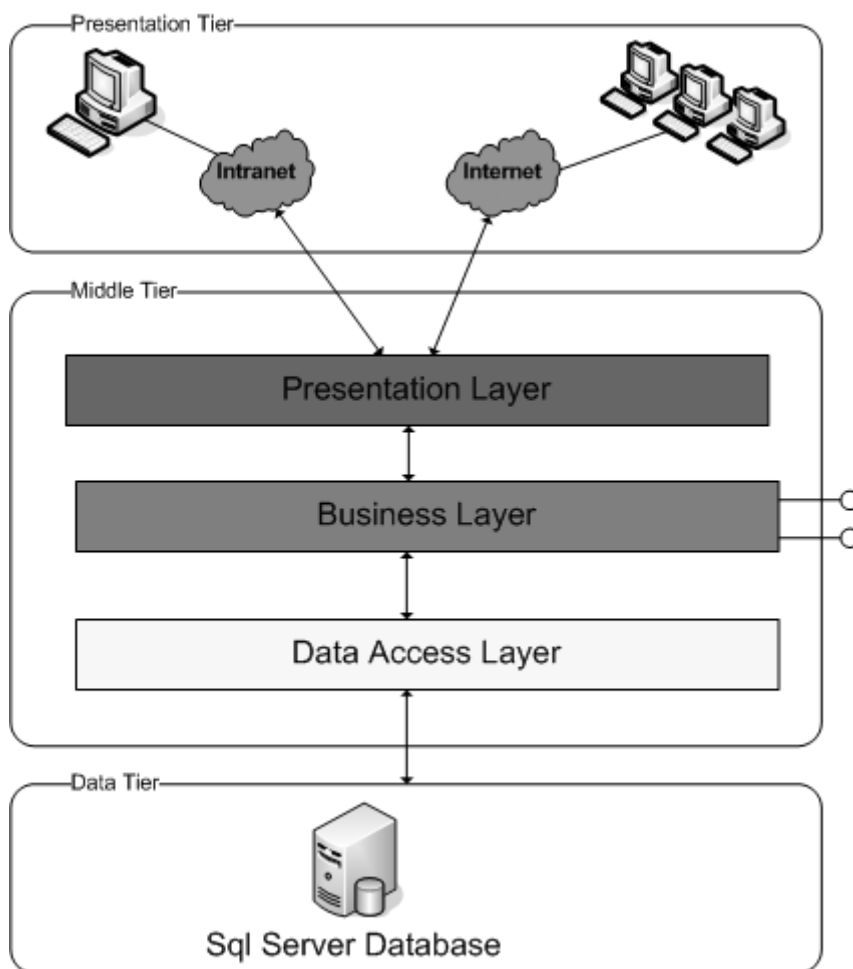 Presentation Tier
Intranet
Internet
Middle Tier
Presentation Layer
Business Layer
Data Access Layer
Data Tier
Sql Server Database